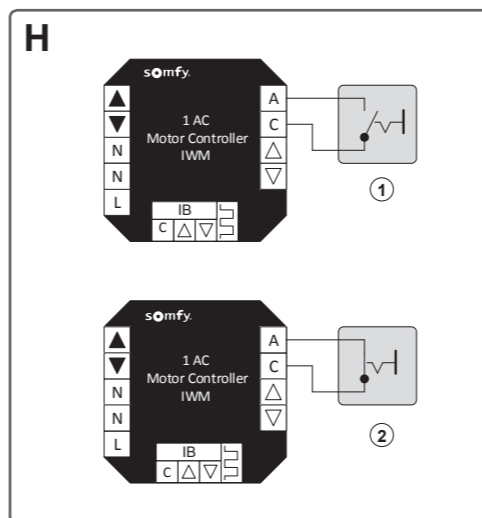 H
somfy.
▲
▼
N
N
L
1 AC
Motor Controller
IWM
A
C
△
▽
IB
C △ ▽
1
somfy.
▲
▼
N
N
L
1 AC
Motor Controller
IWM
A
C
△
▽
IB
C △ ▽
2